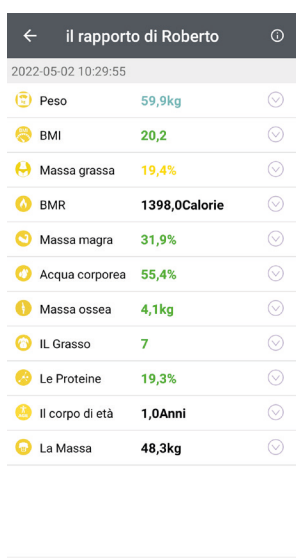 il rapporto di Roberto
2022-05-02 10:29:55
Peso 59,9kg
BMI 20,2
Massa grassa 19,4%
BMR 1398,0Calorie
Massa magra 31,9%
Acqua corporea 55,4%
Massa ossea 4,1kg
IL Grasso 7
Le Proteine 19,3%
Il corpo di età 1,0Anni
La Massa 48,3kg